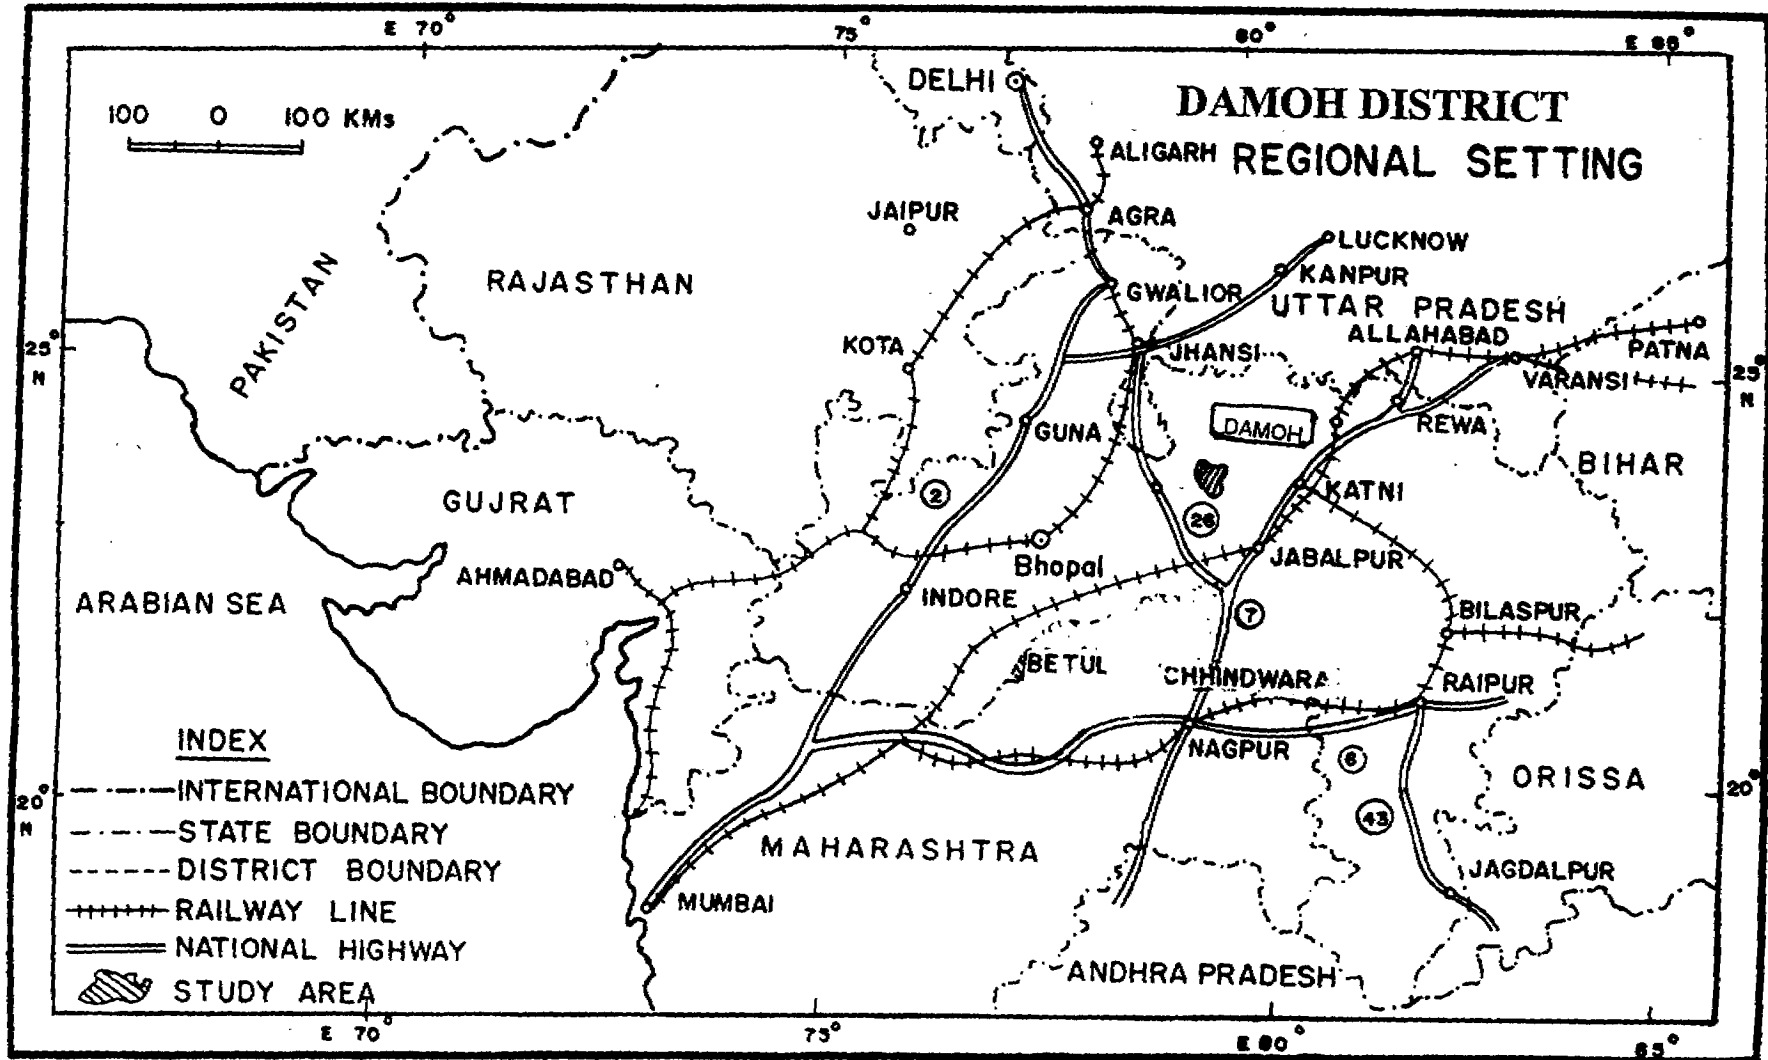 E 70° 75° 80° E 85°
100 0 100 KMs
DELHI
DAMOH DISTRICT
REGIONAL SETTING
ALIGARH
JAIPUR
AGRA
LUCKNOW
KANPUR
RAJASTHAN
GWALIOR
UTTAR PRADESH
PAKISTAN
ALLAHABAD
KOTA
JHANSI
PATNA
25° N
VARANSI
25° N
GUNA
DAMOH
REWA
BIHAR
GUJRAT
2
KATNI
26
Bhopal
JABALPUR
AHMADABAD
ARABIAN SEA
INDORE
7
BILASPUR
BETUL
CHHINDWARA
RAIPUR
NAGPUR
6
ORISSA
20° N
20° N
43
MAHARASHTRA
JAGDALPUR
MUMBAI
ANDHRA PRADESH
INDEX
INTERNATIONAL BOUNDARY
STATE BOUNDARY
DISTRICT BOUNDARY
RAILWAY LINE
NATIONAL HIGHWAY
STUDY AREA
E 70° 75° E 80° 85°